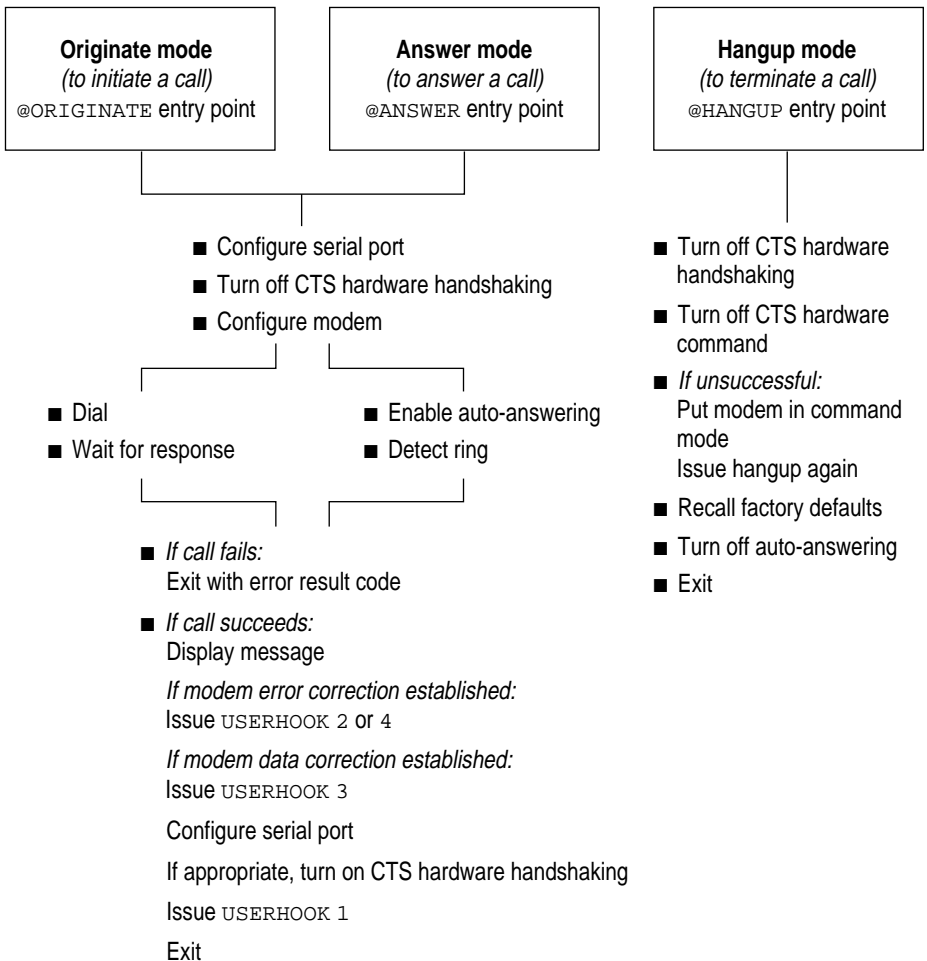 Originate mode
(to initiate a call)
@ORIGINATE entry point
Answer mode
(to answer a call)
@ANSWER entry point
Hangup mode
(to terminate a call)
@HANGUP entry point
■ Configure serial port
■ Turn off CTS hardware handshaking
■ Configure modem
■ Dial
■ Wait for response
■ Enable auto-answering
■ Detect ring
■ If call fails:
Exit with error result code
■ If call succeeds:
Display message
If modem error correction established:
Issue USERHOOK 2 or 4
If modem data correction established:
Issue USERHOOK 3
Configure serial port
If appropriate, turn on CTS hardware handshaking
Issue USERHOOK 1
Exit
■ Turn off CTS hardware
handshaking
■ Turn off CTS hardware
command
■ If unsuccessful:
Put modem in command
mode
Issue hangup again
■ Recall factory defaults
■ Turn off auto-answering
■ Exit